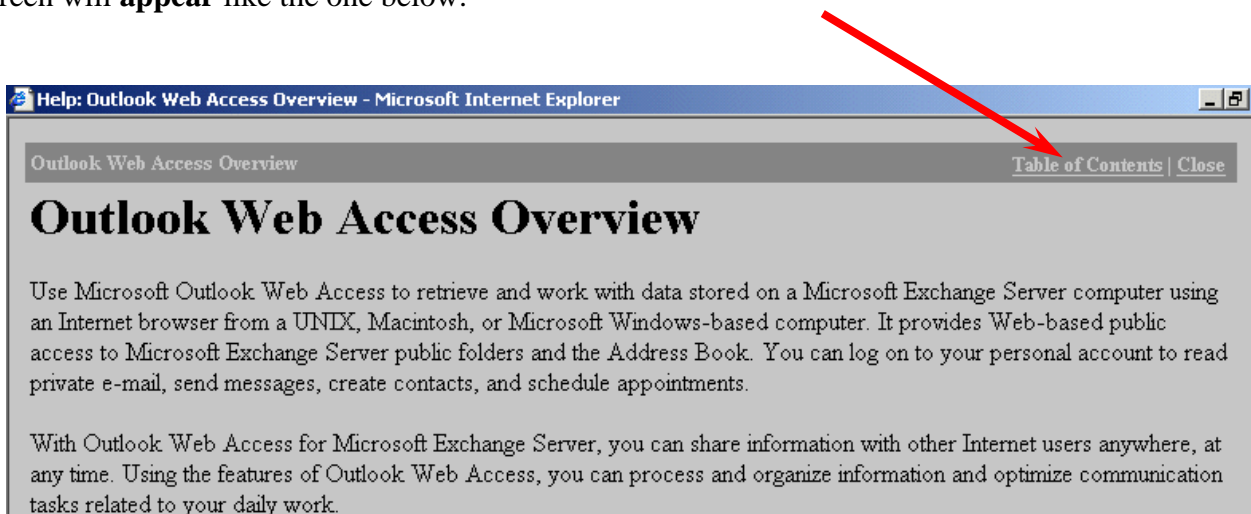 will appear like the one below.
Help: Outlook Web Access Overview - Microsoft Internet Explorer
Outlook Web Access Overview
Table of Contents | Close
Outlook Web Access Overview
Use Microsoft Outlook Web Access to retrieve and work with data stored on a Microsoft Exchange Server computer using
an Internet browser from a UNIX, Macintosh, or Microsoft Windows-based computer. It provides Web-based public
access to Microsoft Exchange Server public folders and the Address Book. You can log on to your personal account to read
private e-mail, send messages, create contacts, and schedule appointments.
With Outlook Web Access for Microsoft Exchange Server, you can share information with other Internet users anywhere, at
any time. Using the features of Outlook Web Access, you can process and organize information and optimize communication
tasks related to your daily work.